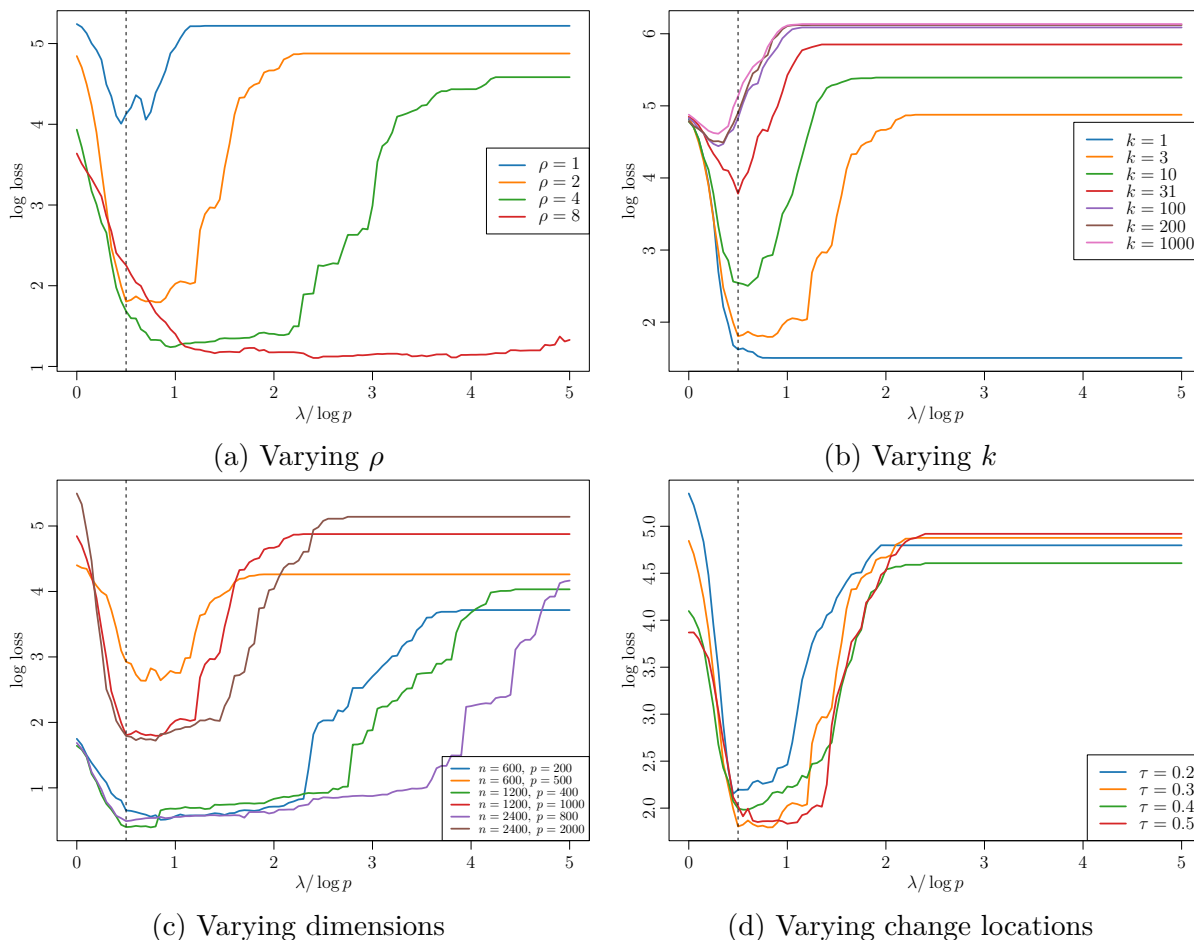 log loss
5
4
3
2
1
ρ = 1
ρ = 2
ρ = 4
ρ = 8
0 1 2 3 4 5
λ/ log p
(a) Varying ρ
log loss
6
5
4
3
2
k = 1
k = 3
k = 10
k = 31
k = 100
k = 200
k = 1000
0 1 2 3 4 5
λ/ log p
(b) Varying k
log loss
5
4
3
2
1
n = 600, p = 200
n = 600, p = 500
n = 1200, p = 400
n = 1200, p = 1000
n = 2400, p = 800
n = 2400, p = 2000
0 1 2 3 4 5
λ/ log p
(c) Varying dimensions
log loss
5.0
4.5
4.0
3.5
3.0
2.5
2.0
τ = 0.2
τ = 0.3
τ = 0.4
τ = 0.5
0 1 2 3 4 5
λ/ log p
(d) Varying change locations